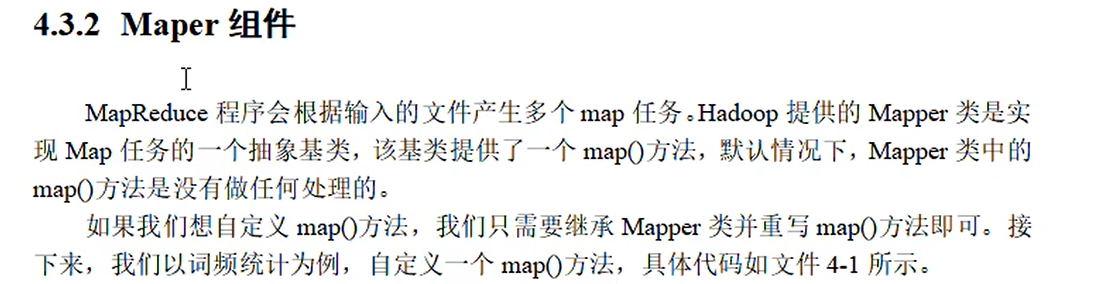 4.3.2 Maper 组件
MapReduce 程序会根据输入的文件产生多个 map 任务。Hadoop 提供的 Mapper 类是实
现 Map 任务的一个抽象基类，该基类提供了一个 map()方法，默认情况下，Mapper 类中的
map()方法是没有做任何处理的。
如果我们想自定义 map()方法，我们只需要继承 Mapper 类并重写 map()方法即可。接
下来，我们以词频统计为例，自定义一个 map()方法，具体代码如文件 4-1 所示。